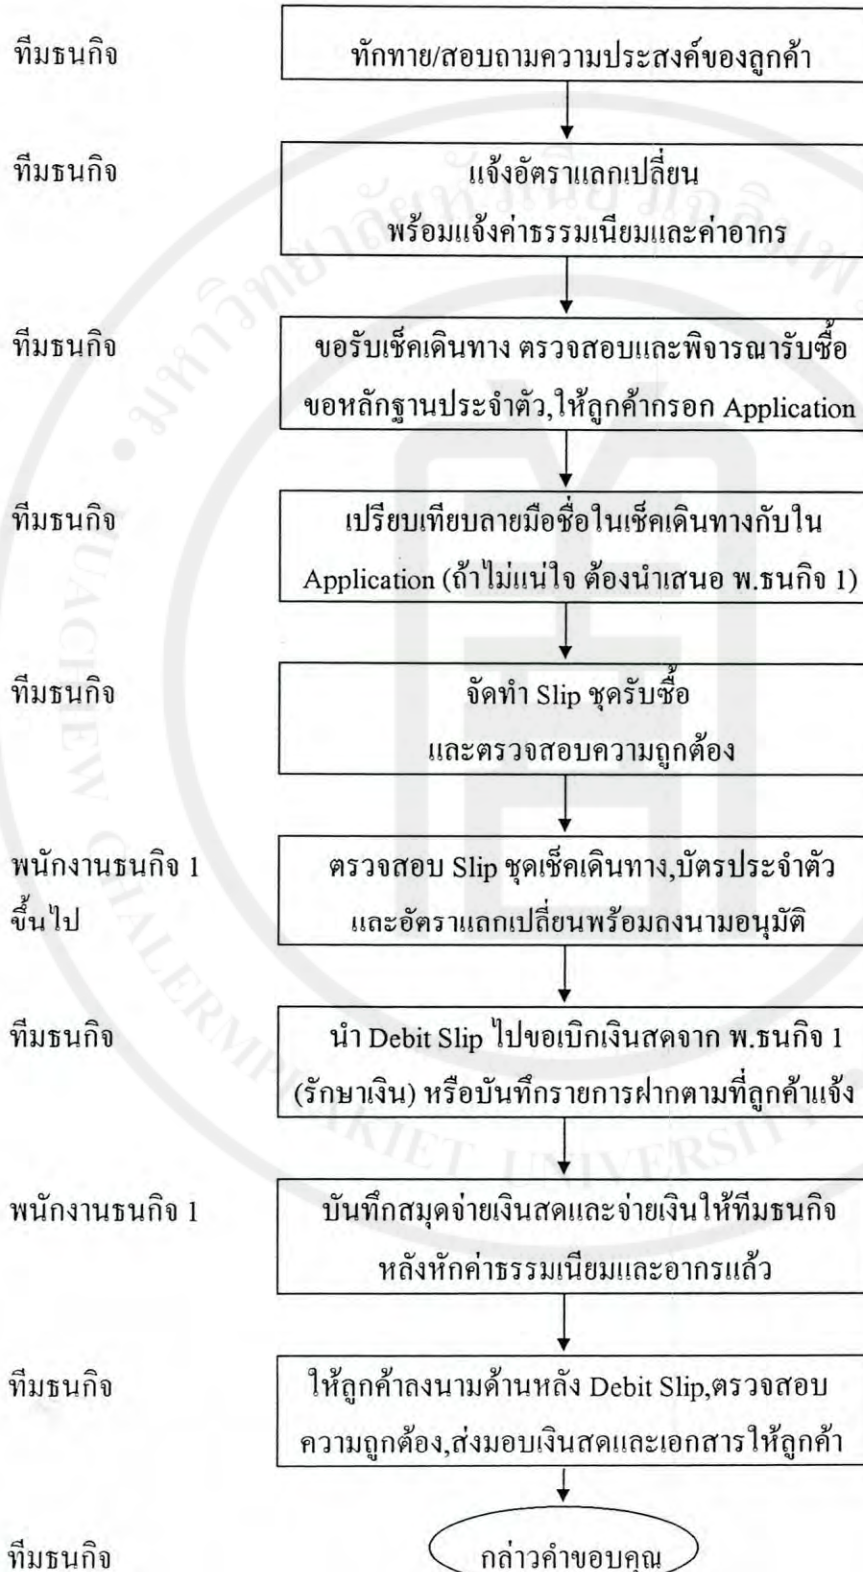 ทีมธนกิจ
ทักทาย/สอบถามความประสงค์ของลูกค้า
ทีมธนกิจ
แจ้งอัตราแลกเปลี่ยน
พร้อมแจ้งค่าธรรมเนียมและค่าอากร
ทีมธนกิจ
ขอรับเช็คเดินทาง ตรวจสอบและพิจารณารับซื้อ
ขอหลักฐานประจำตัว,ให้ลูกค้ากรอก Application
ทีมธนกิจ
เปรียบเทียบลายมือชื่อในเช็คเดินทางกับใน
Application (ถ้าไม่แน่ใจ ต้องนำเสนอ พ.ธนกิจ 1)
ทีมธนกิจ
จัดทำ Slip ชุดรับซื้อ
และตรวจสอบความถูกต้อง
พนักงานธนกิจ 1
ขึ้นไป
ตรวจสอบ Slip ชุดเช็คเดินทาง,บัตรประจำตัว
และอัตราแลกเปลี่ยนพร้อมลงนามอนุมัติ
ทีมธนกิจ
นำ Debit Slip ไปขอเบิกเงินสดจาก พ.ธนกิจ 1
(รักษาเงิน) หรือบันทึกรายการฝากตามที่ลูกค้าแจ้ง
พนักงานธนกิจ 1
บันทึกสมุดจ่ายเงินสดและจ่ายเงินให้ทีมธนกิจ
หลังหักค่าธรรมเนียมและอากรแล้ว
ทีมธนกิจ
ให้ลูกค้าลงนามด้านหลัง Debit Slip,ตรวจสอบ
ความถูกต้อง,ส่งมอบเงินสดและเอกสารให้ลูกค้า
ทีมธนกิจ
กล่าวคำขอบคุณ
HUACHIEW CHALERMPRAKIET UNIVERSITY